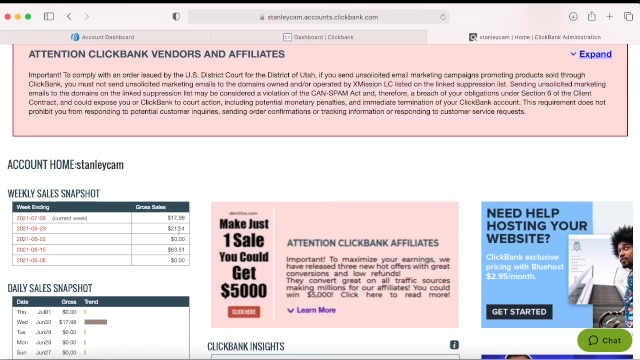 stanleycam.accounts.clickbank.com
Account Dashboard
Dashboard | Clickbank
stanleycam | Home | ClickBank Administration
ATTENTION CLICKBANK VENDORS AND AFFILIATES
Expand
Important! To comply with an order issued by the U.S. District Court for the District of Utah, if you send unsolicited email marketing campaigns promoting products sold through
ClickBank, you must not send unsolicited marketing emails to the domains owned and/or operated by XMission LC listed on the linked suppression list. Sending unsolicited marketing
emails to the domains on the linked suppression list may be considered a violation of the CAN-SPAM Act and, therefore, a breach of your obligations under Section 6 of the Client
Contract, and could expose you or ClickBank to court action, including potential monetary penalties, and immediate termination of your ClickBank account. This requirement does not
prohibit you from responding to potential customer inquiries, sending order confirmations or tracking information or responding to customer service requests.
ACCOUNT HOME:stanleycam
WEEKLY SALES SNAPSHOT
Week Ending Gross Sales
2021-07-06 (current week) $17.98
2021-06-29
2021-06-22 $0.00
2021-06-15 $63.51
2021-06-08 $0.00
DAILY SALES SNAPSHOT
Date Gross Trend
Thu Jul01 $0.00
Wed Jun30 $17.98
Tue Jun29 $0.00
Mon Jun28 $0.00
Sun Jun27 $0.00
Make Just
1 Sale
You Could
Get
$5000
CLICK HERE
ATTENTION CLICKBANK AFFILIATES
Important! To maximize your earnings, we
have released three new hot offers with great
conversions and low refunds!
They convert great on all traffic sources
making millions for our affiliates! You could
win $5,000! Click here to read more!
Learn More
CLICKBANK INSIGHTS
NEED HELP
HOSTING YOUR
WEBSITE?
ClickBank exclusive
pricing with Bluehost
$2.95/month.
GET STARTED
Chat